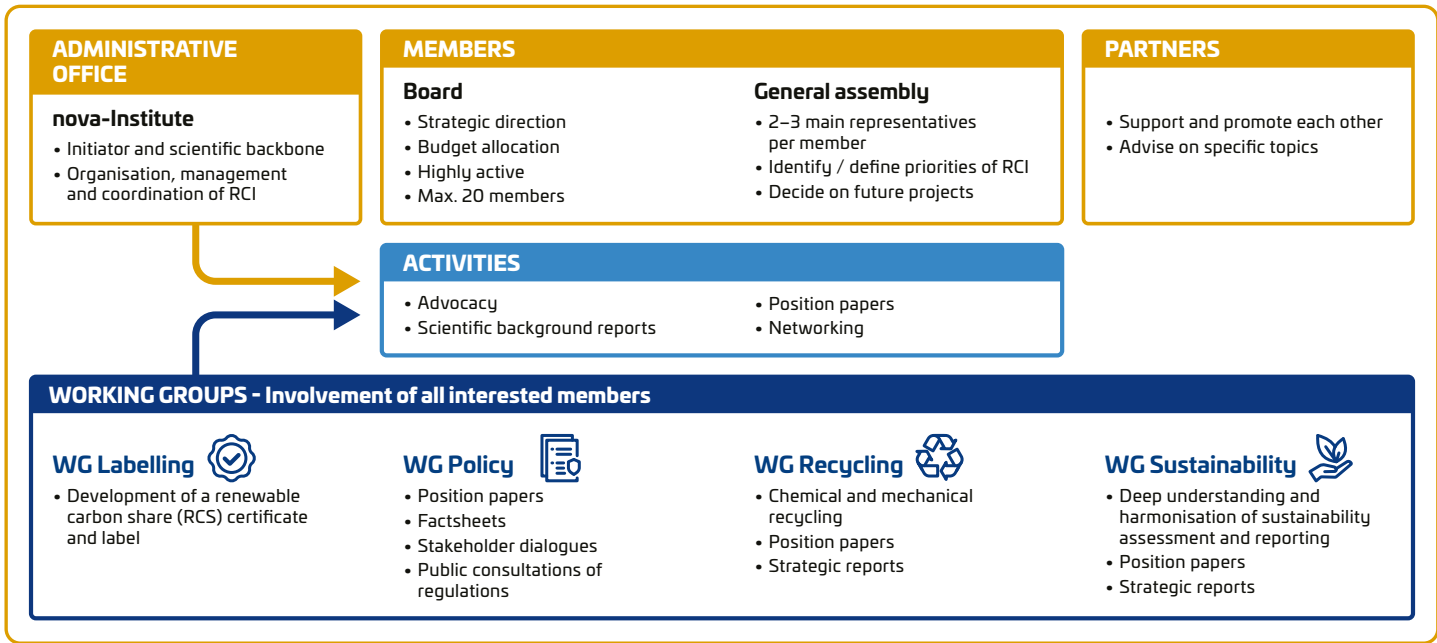 ADMINISTRATIVE
OFFICE
nova-Institute
• Initiator and scientific backbone
• Organisation, management
and coordination of RCI
MEMBERS
Board
• Strategic direction
• Budget allocation
• Highly active
• Max. 20 members
General assembly
• 2–3 main representatives
per member
• Identify / define priorities of RCI
• Decide on future projects
PARTNERS
• Support and promote each other
• Advise on specific topics
ACTIVITIES
• Advocacy
• Scientific background reports
• Position papers
• Networking
WORKING GROUPS - Involvement of all interested members
WG Labelling
• Development of a renewable
carbon share (RCS) certificate
and label
WG Policy
• Position papers
• Factsheets
• Stakeholder dialogues
• Public consultations of
regulations
WG Recycling
• Chemical and mechanical
recycling
• Position papers
• Strategic reports
WG Sustainability
• Deep understanding and
harmonisation of sustainability
assessment and reporting
• Position papers
• Strategic reports